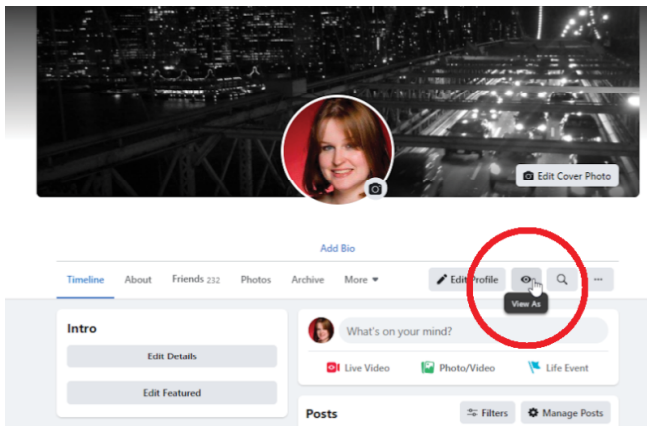 Edit Cover Photo
Add Bio
Timeline About Friends 232 Photos Archive More Edit Profile
View As
Intro
What's on your mind?
Edit Details
Live Video Photo/Video Life Event
Edit Featured
Posts Filters Manage Posts